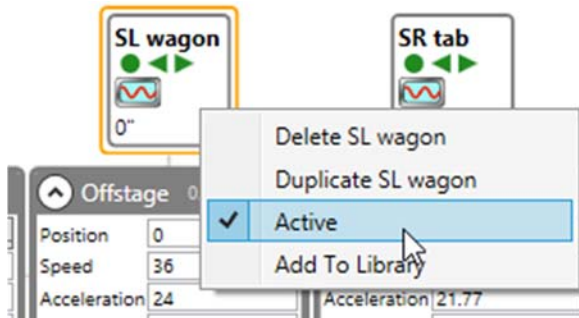 SL wagon
SR tab
0"
Delete SL wagon
Duplicate SL wagon
Active
Add To Library
Offstage 0
Position 0
Speed 36
Acceleration 24
Acceleration 21.77